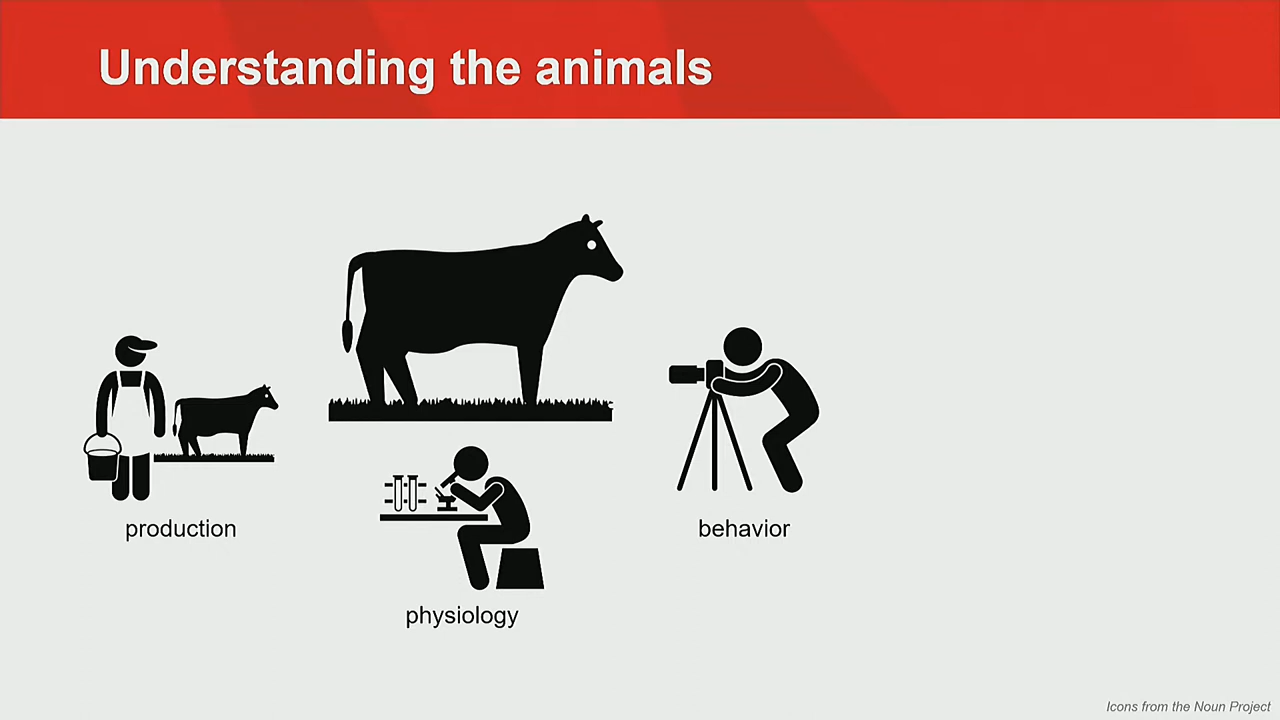 Understanding the animals
production
behavior
physiology
Icons from the Noun Project